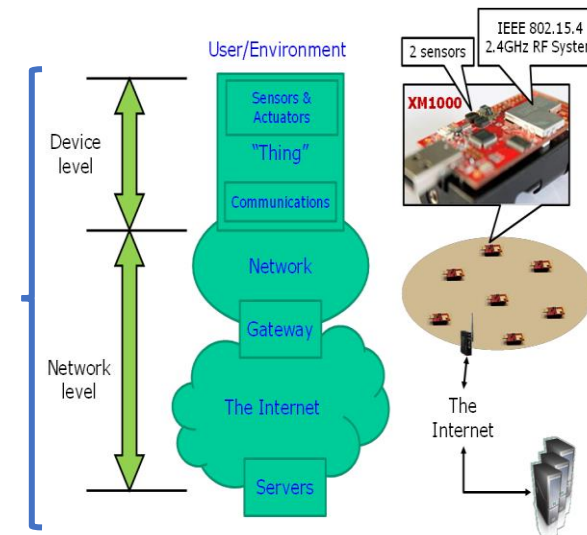 User/Environment
Sensors &
Actuators
"Thing"
Communications
Network
Gateway
The Internet
Servers
Device
level
Network
level
2 sensors
IEEE 802.15.4
2.4GHz RF System
XM1000
The
Internet